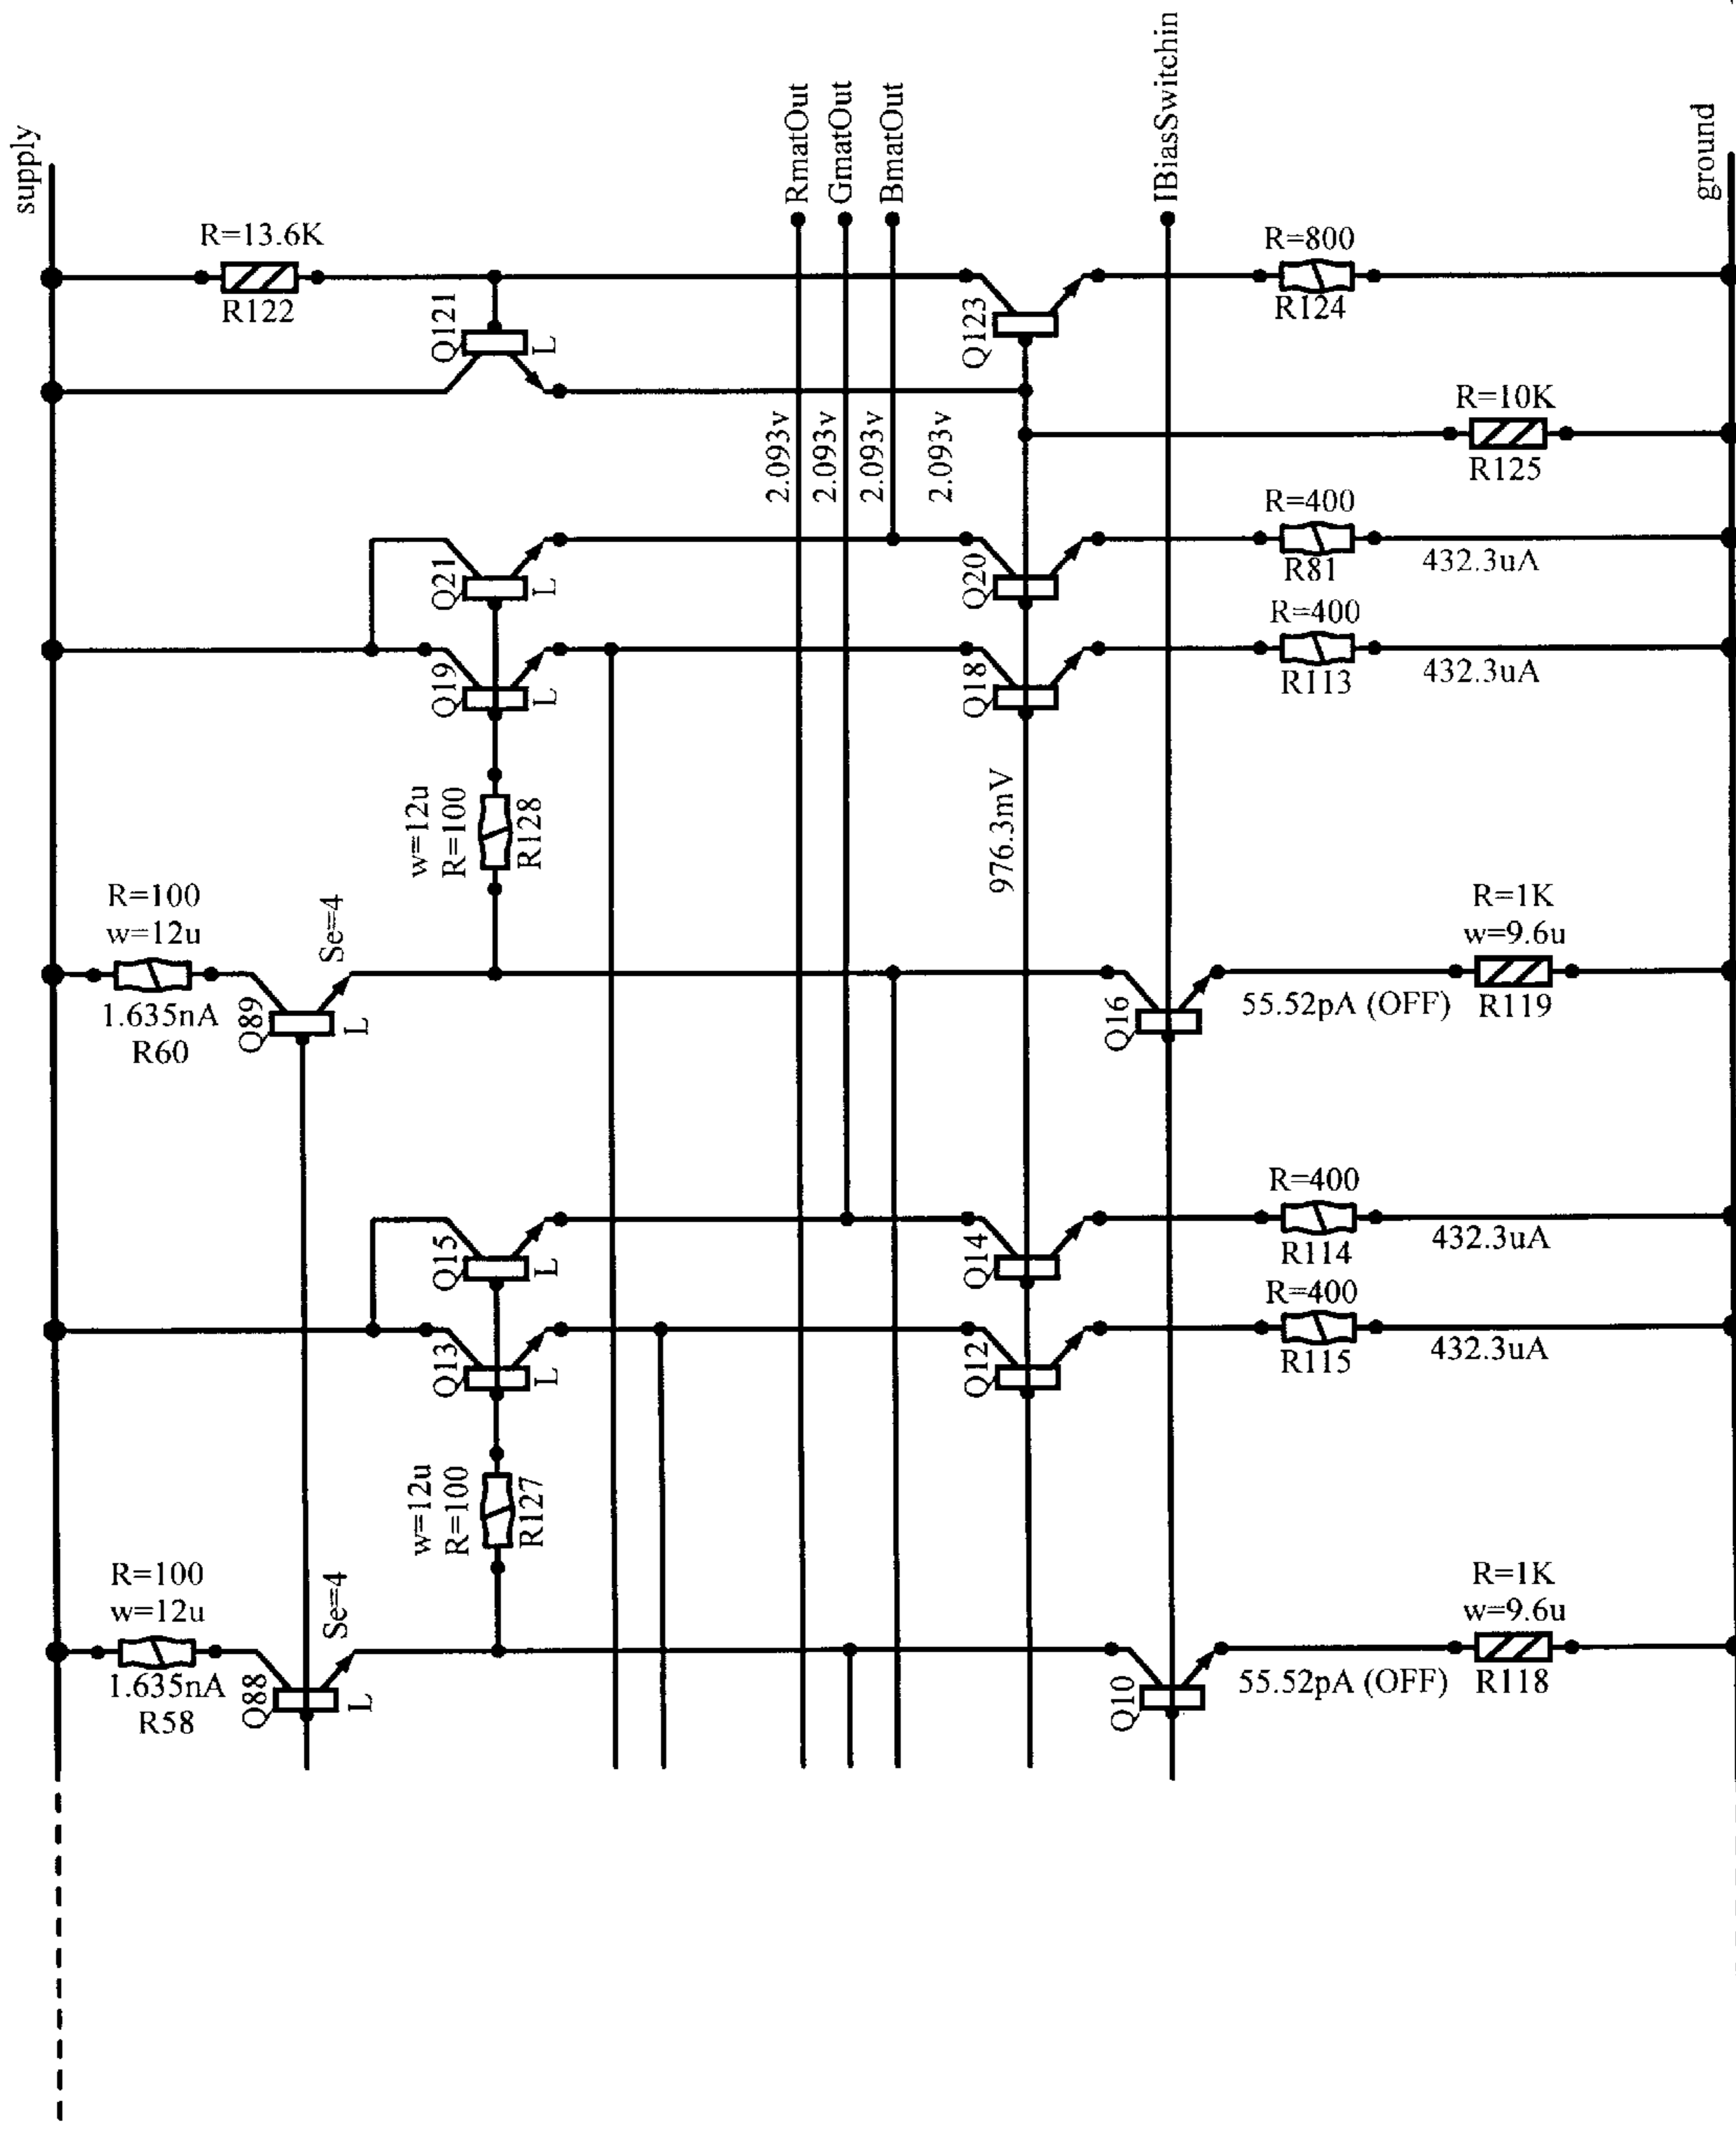 supply
RmatOut
GmatOut
BmatOut
IBiasSwitchin
ground
R=13.6K
R122
Q121
L
Q123
R=800
R124
2.093v
2.093v
2.093v
2.093v
R=10K
R125
Q21
L
Q20
R=400
R81
432.3uA
Q19
L
Q18
R=400
R113
432.3uA
w=12u
R=100
R128
976.3mV
R=100
w=12u
1.635nA
R60
Q89
Se=4
L
Q16
55.52pA (OFF)
R=1K
w=9.6u
R119
Q15
L
Q14
R=400
R114
432.3uA
Q13
L
Q12
R=400
R115
432.3uA
w=12u
R=100
R127
R=100
w=12u
1.635nA
R58
Q88
Se=4
L
Q10
55.52pA (OFF)
R=1K
w=9.6u
R118